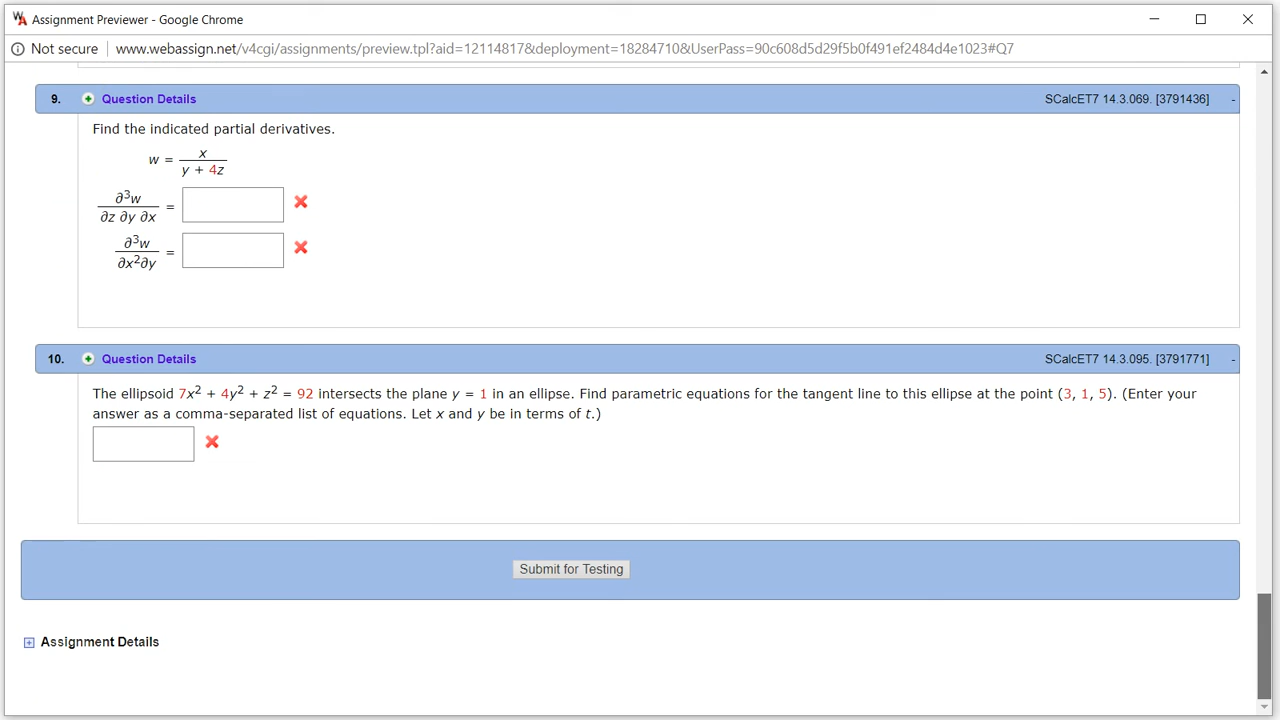 Assignment Previewer - Google Chrome
Not secure | www.webassign.net/v4cgi/assignments/preview.tpl?aid=12114817&deployment=18284710&UserPass=90c608d5d29f5b0f491ef2484d4e1023#Q7
9. Question Details SCalcET7 14.3.069. [3791436] -
Find the indicated partial derivatives.
w = x / (y + 4z)
∂³w / ∂z ∂y ∂x =
∂³w / ∂x²∂y =
10. Question Details SCalcET7 14.3.095. [3791771] -
The ellipsoid 7x² + 4y² + z² = 92 intersects the plane y = 1 in an ellipse. Find parametric equations for the tangent line to this ellipse at the point (3, 1, 5). (Enter your
answer as a comma-separated list of equations. Let x and y be in terms of t.)
Submit for Testing
Assignment Details